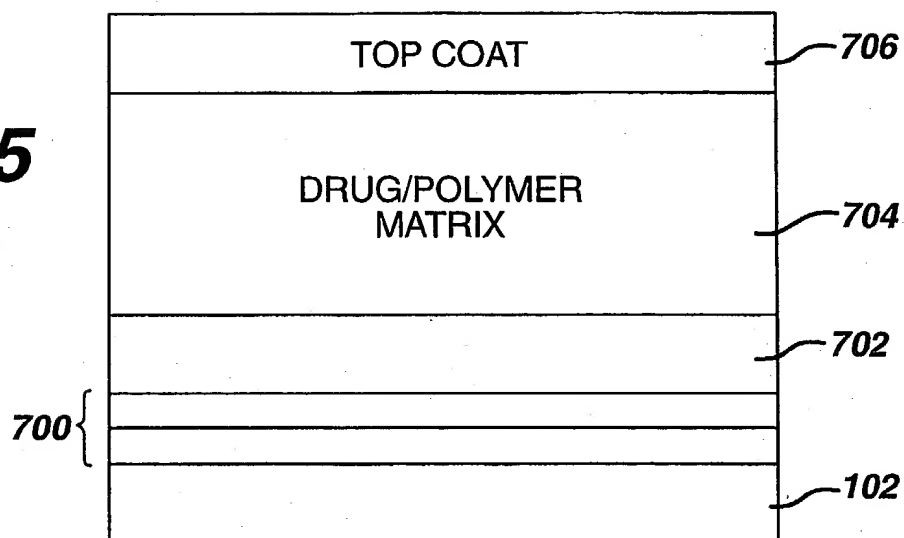 TOP COAT
706
5
DRUG/POLYMER
MATRIX
704
702
700
102